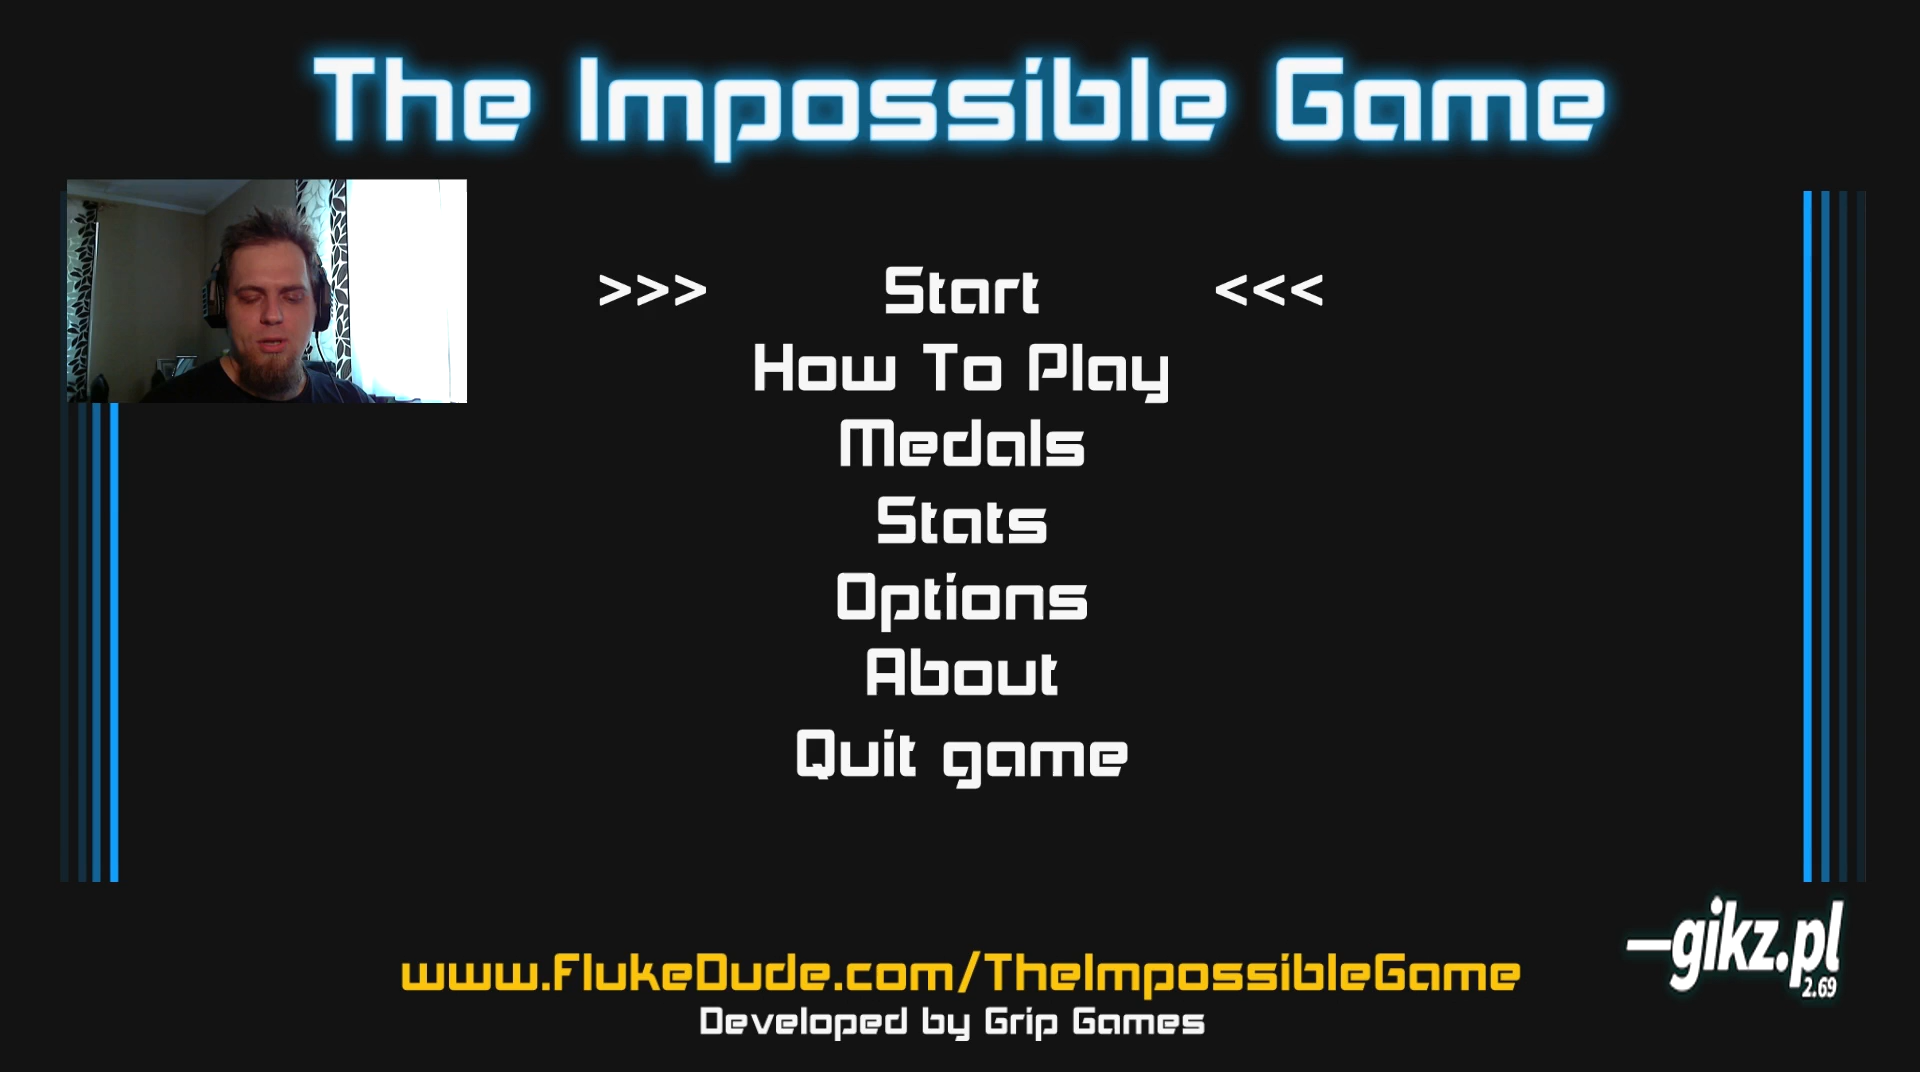 The Impossible Game
>>> Start <<<
How To Play
Medals
Stats
Options
About
Quit game
—gikz.pl
2.69
www.FlukeDude.com/TheImpossibleGame
Developed by Grip Games